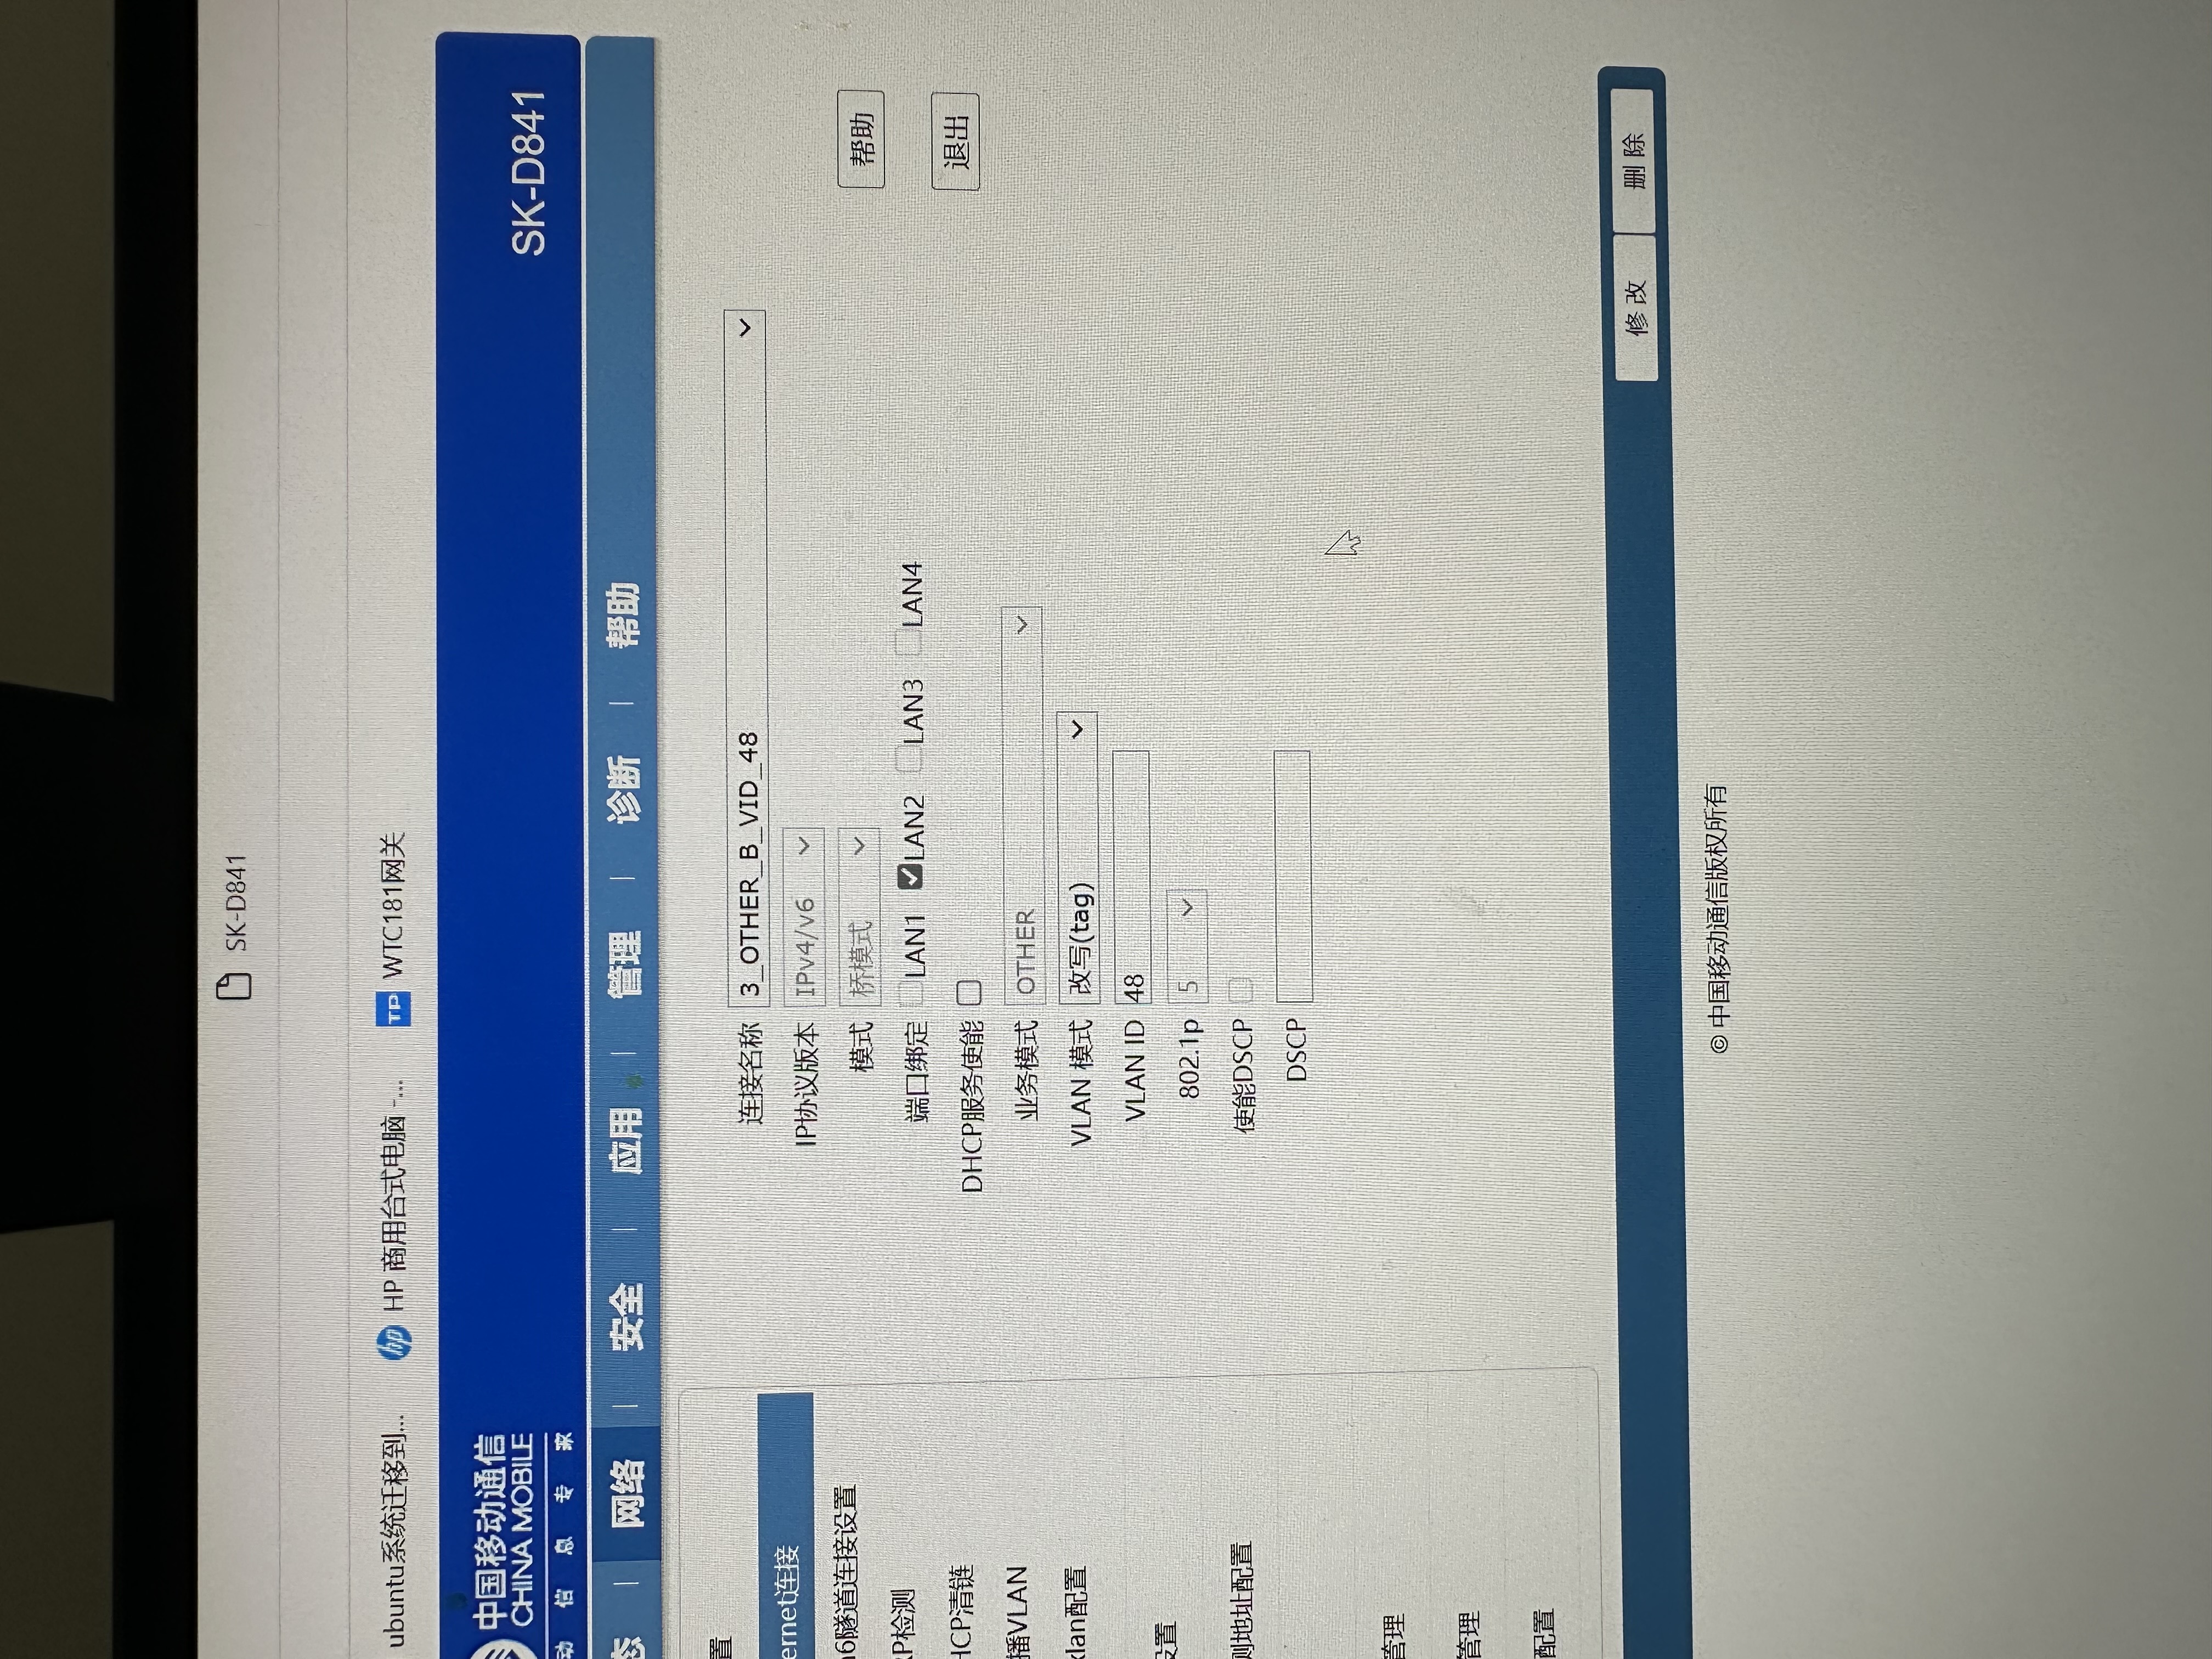 SK-D841
ubuntu系统迁移到...
HP 商用台式电脑 -...
TP WTC181网关
中国移动通信
CHINA MOBILE
动 信 息 专 家
SK-D841
态 | 网络 | 安全 | 应用 | 管理 | 诊断 | 帮助
置
ernet连接
n6隧道连接设置
RP检测
HCP清链
播VLAN
xlan配置
设置
测地址配置
管理
管理
配置
连接名称 3_OTHER_B_VID_48
IP协议版本 IPv4/v6
模式 桥模式
端口绑定 LAN1 LAN2 LAN3 LAN4
DHCP服务使能
业务模式 OTHER
VLAN 模式 改写(tag)
VLAN ID 48
802.1p 5
使能DSCP
DSCP
帮助
退出
修 改
删 除
© 中国移动通信版权所有